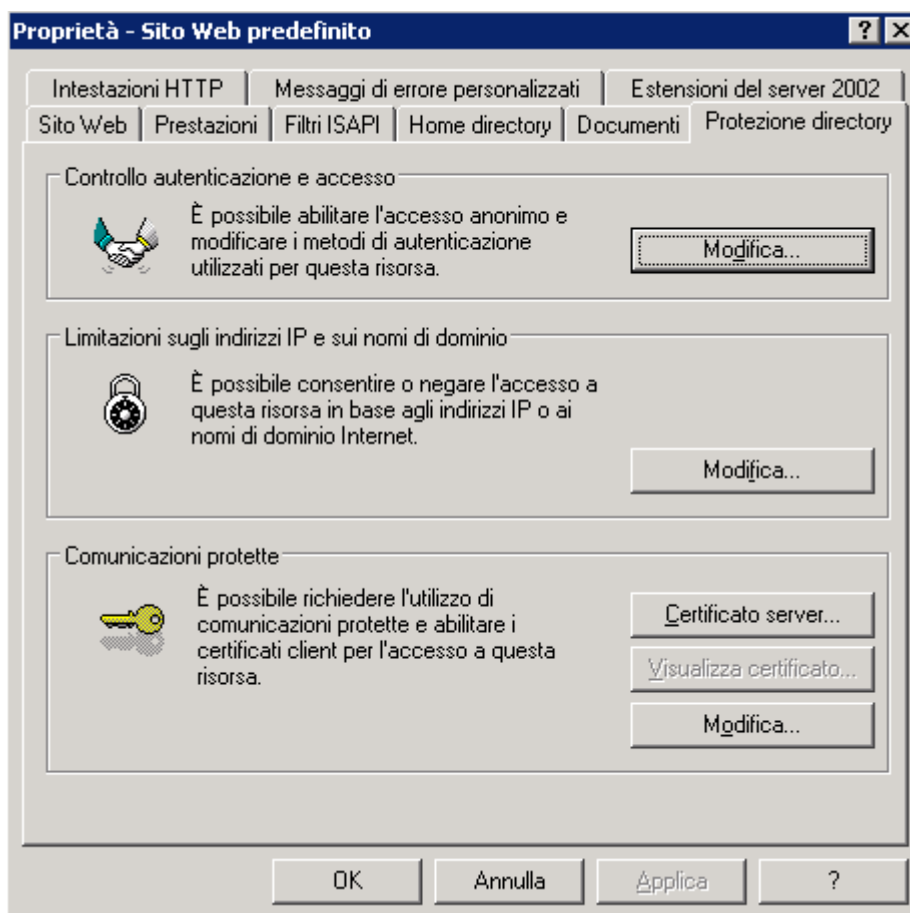 Proprietà - Sito Web predefinito
Intestazioni HTTP
Messaggi di errore personalizzati
Estensioni del server 2002
Sito Web
Prestazioni
Filtri ISAPI
Home directory
Documenti
Protezione directory
Controllo autenticazione e accesso
È possibile abilitare l'accesso anonimo e
modificare i metodi di autenticazione
utilizzati per questa risorsa.
Modifica...
Limitazioni sugli indirizzi IP e sui nomi di dominio
È possibile consentire o negare l'accesso a
questa risorsa in base agli indirizzi IP o ai
nomi di dominio Internet.
Modifica...
Comunicazioni protette
È possibile richiedere l'utilizzo di
comunicazioni protette e abilitare i
certificati client per l'accesso a questa
risorsa.
Certificato server...
Visualizza certificato...
Modifica...
OK
Annulla
Applica
?